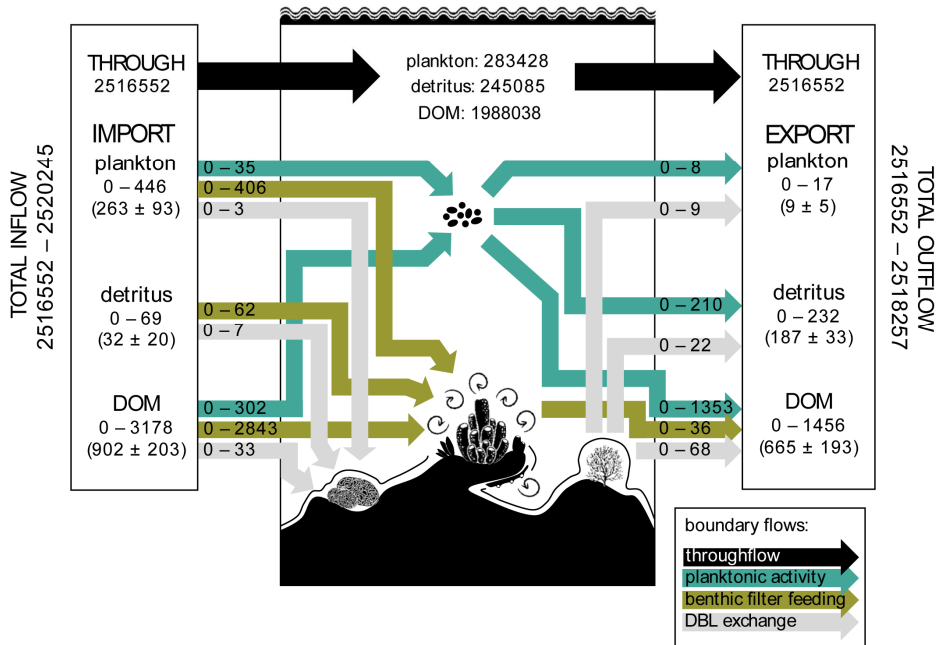 TOTAL INFLOW
2516552 – 2520245
THROUGH
2516552
IMPORT
plankton
0 – 446
(263 ± 93)
detritus
0 – 69
(32 ± 20)
DOM
0 – 3178
(902 ± 203)
0 – 35
0 – 406
0 – 3
0 – 62
0 – 7
0 – 302
0 – 2843
0 – 33
plankton: 283428
detritus: 245085
DOM: 1988038
0 – 8
0 – 9
0 – 210
0 – 22
0 – 1353
0 – 36
0 – 68
THROUGH
2516552
EXPORT
plankton
0 – 17
(9 ± 5)
detritus
0 – 232
(187 ± 33)
DOM
0 – 1456
(665 ± 193)
TOTAL OUTFLOW
2516552 – 2518257
boundary flows:
throughflow
planktonic activity
benthic filter feeding
DBL exchange